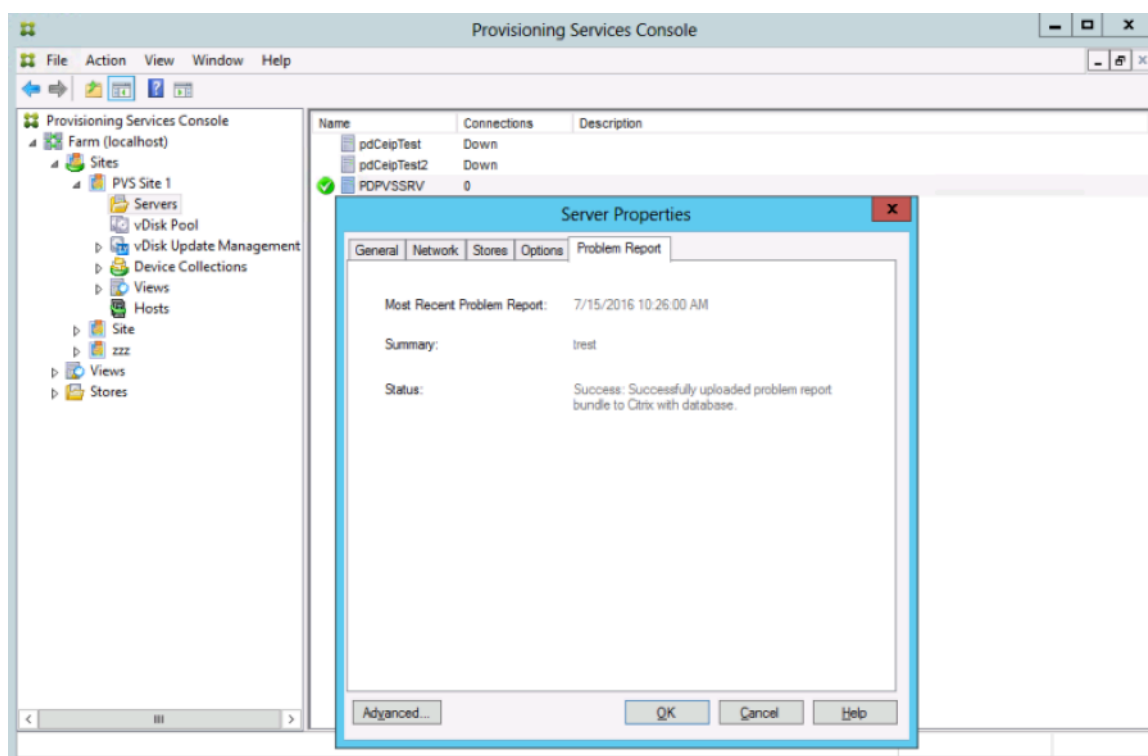 Provisioning Services Console
File Action View Window Help
Provisioning Services Console
Farm (localhost)
Sites
PVS Site 1
Servers
vDisk Pool
vDisk Update Management
Device Collections
Views
Hosts
Site
zzz
Views
Stores
Name Connections Description
pdCeipTest Down
pdCeipTest2 Down
PDPVSSRV 0
Server Properties
General Network Stores Options Problem Report
Most Recent Problem Report: 7/15/2016 10:26:00 AM
Summary: trest
Status: Success: Successfully uploaded problem report
bundle to Citrix with database.
Advanced... OK Cancel Help